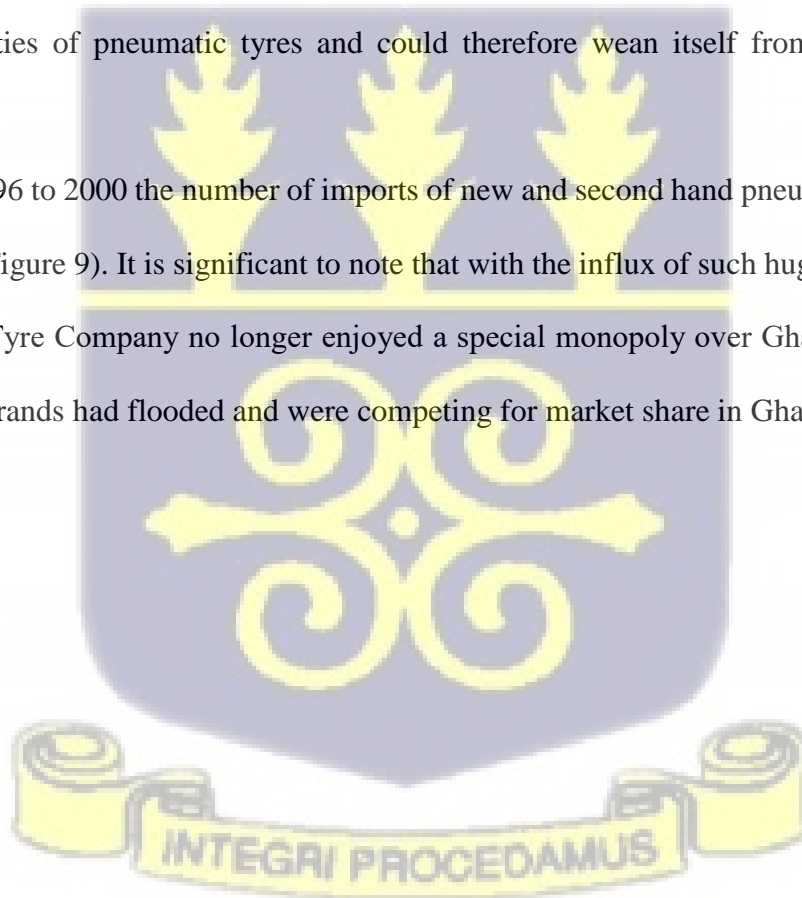 ties of pneumatic tyres and could therefore wean itself from
96 to 2000 the number of imports of new and second hand pneu
igure 9). It is significant to note that with the influx of such hug
yre Company no longer enjoyed a special monopoly over Gha
rands had flooded and were competing for market share in Gha
INTEGRI PROCEDAMUS